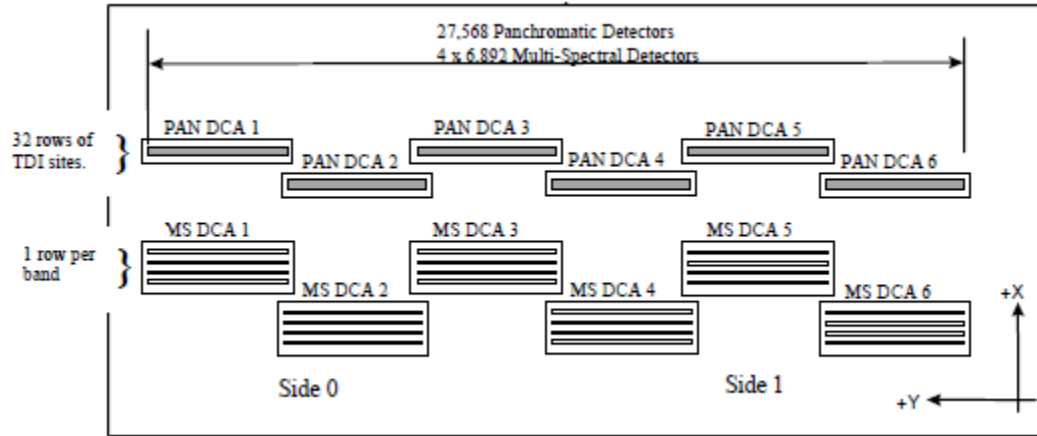 27,568 Panchromatic Detectors
4 x 6.892 Multi-Spectral Detectors
32 rows of
TDI sites.
PAN DCA 1
PAN DCA 3
PAN DCA 5
PAN DCA 2
PAN DCA 4
PAN DCA 6
1 row per
band
MS DCA 1
MS DCA 3
MS DCA 5
MS DCA 2
MS DCA 4
MS DCA 6
+X
Side 0
Side 1
+Y